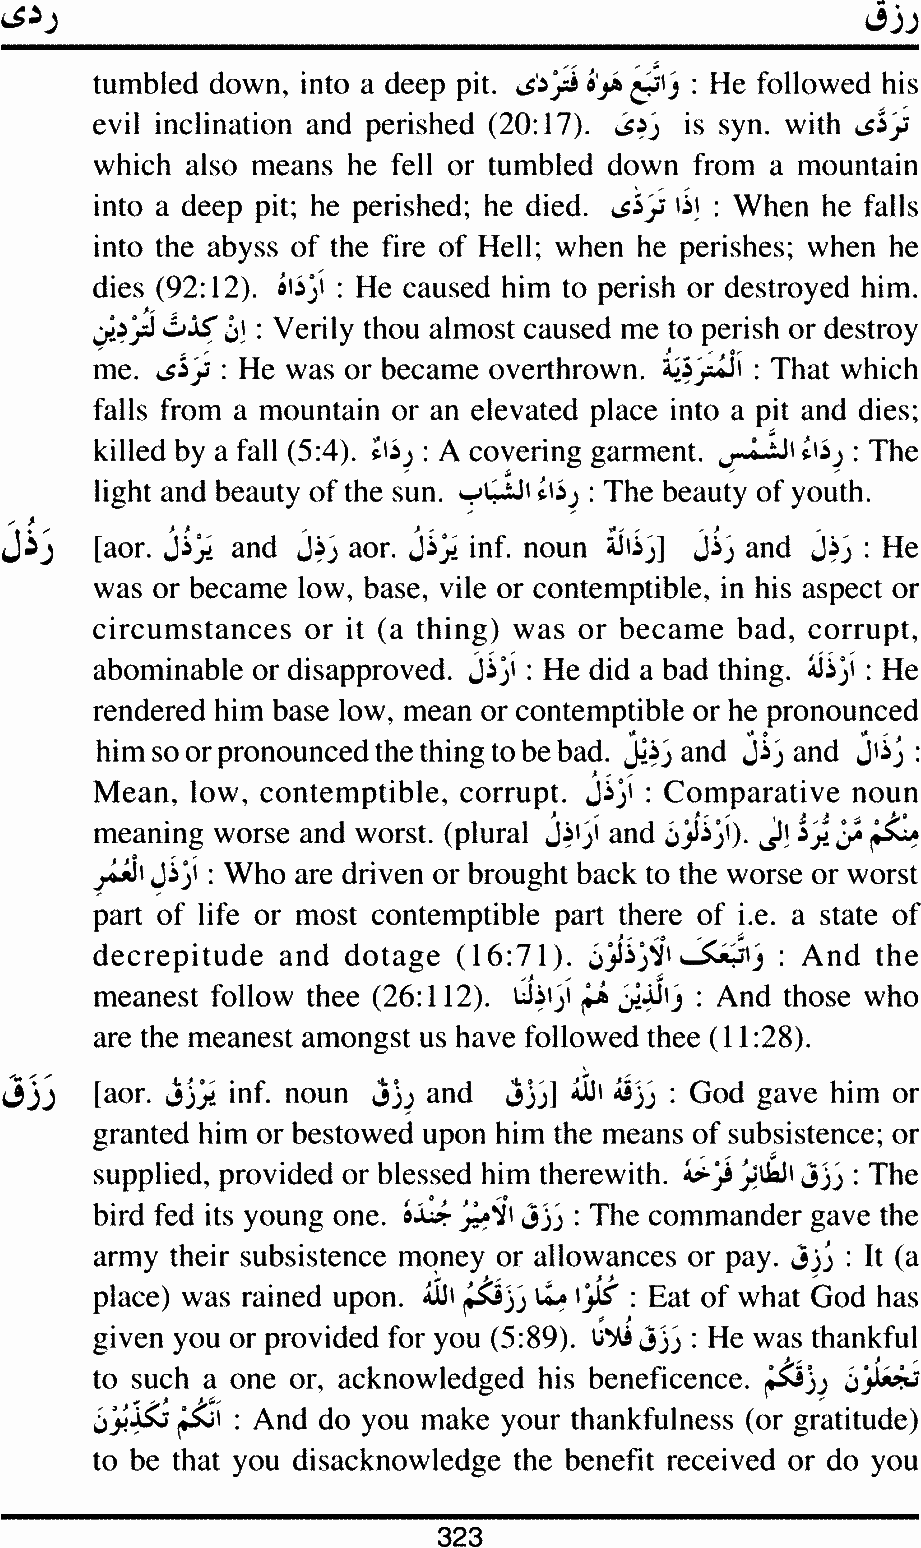 ردى رزق
tumbled down, into a deep pit. وَاتَّبَعَ هَوٰهُ فَتَرْدٰى : He followed his
evil inclination and perished (20:17). رَدِىَ is syn. with تَرَدَّى
which also means he fell or tumbled down from a mountain
into a deep pit; he perished; he died. اِذَا تَرَدّٰى : When he falls
into the abyss of the fire of Hell; when he perishes; when he
dies (92:12). اَرْدَاهُ : He caused him to perish or destroyed him.
اِنْ كِدْتَّ لَتُرْدِيْنِ : Verily thou almost caused me to perish or destroy
me. تَرَدَّى : He was or became overthrown. اَلْمُتَرَدِّيَةُ : That which
falls from a mountain or an elevated place into a pit and dies;
killed by a fall (5:4). رِدَاءٌ : A covering garment. رِدَاءُ الشَّمْسِ : The
light and beauty of the sun. رِدَاءُ الشَّبَابِ : The beauty of youth.
رَذُلَ [aor. يَرْذُلُ and رَذِلَ aor. يَرْذَلُ inf. noun رَذَالَةٌ] رَذُلَ and رَذِلَ : He
was or became low, base, vile or contemptible, in his aspect or
circumstances or it (a thing) was or became bad, corrupt,
abominable or disapproved. اَرْذَلَ : He did a bad thing. اَرْذَلَهُ : He
rendered him base low, mean or contemptible or he pronounced
him so or pronounced the thing to be bad. رَذِيْلٌ and رَذْلٌ and رُذَالٌ :
Mean, low, contemptible, corrupt. اَرْذَلُ : Comparative noun
meaning worse and worst. (plural اَرَاذِلُ and اَرْذَلُوْنَ). مِنْكُمْ مَّنْ يُرَدُّ اِلٰى
اَرْذَلِ الْعُمُرِ : Who are driven or brought back to the worse or worst
part of life or most contemptible part there of i.e. a state of
decrepitude and dotage (16:71). وَاتَّبَعَكَ الْاَرْذَلُوْنَ : And the
meanest follow thee (26:112). وَالَّذِيْنَ هُمْ اَرَاذِلُنَا : And those who
are the meanest amongst us have followed thee (11:28).
رَزَقَ [aor. يَرْزُقُ inf. noun رِزْقٌ and رَزْقٌ] رَزَقَهُ اللّٰهُ : God gave him or
granted him or bestowed upon him the means of subsistence; or
supplied, provided or blessed him therewith. رَزَقَ الطَّائِرُ فَرْخَهُ : The
bird fed its young one. رَزَقَ الْاَمِيْرُ جُنْدَهُ : The commander gave the
army their subsistence money or allowances or pay. رُزِقَ : It (a
place) was rained upon. كُلُوْا مِمَّا رَزَقَكُمُ اللّٰهُ : Eat of what God has
given you or provided for you (5:89). رَزَقَ فُلَانًا : He was thankful
to such a one or, acknowledged his beneficence. تَجْعَلُوْنَ رِزْقَكُمْ
اَنَّكُمْ تُكَذِّبُوْنَ : And do you make your thankfulness (or gratitude)
to be that you disacknowledge the benefit received or do you
323